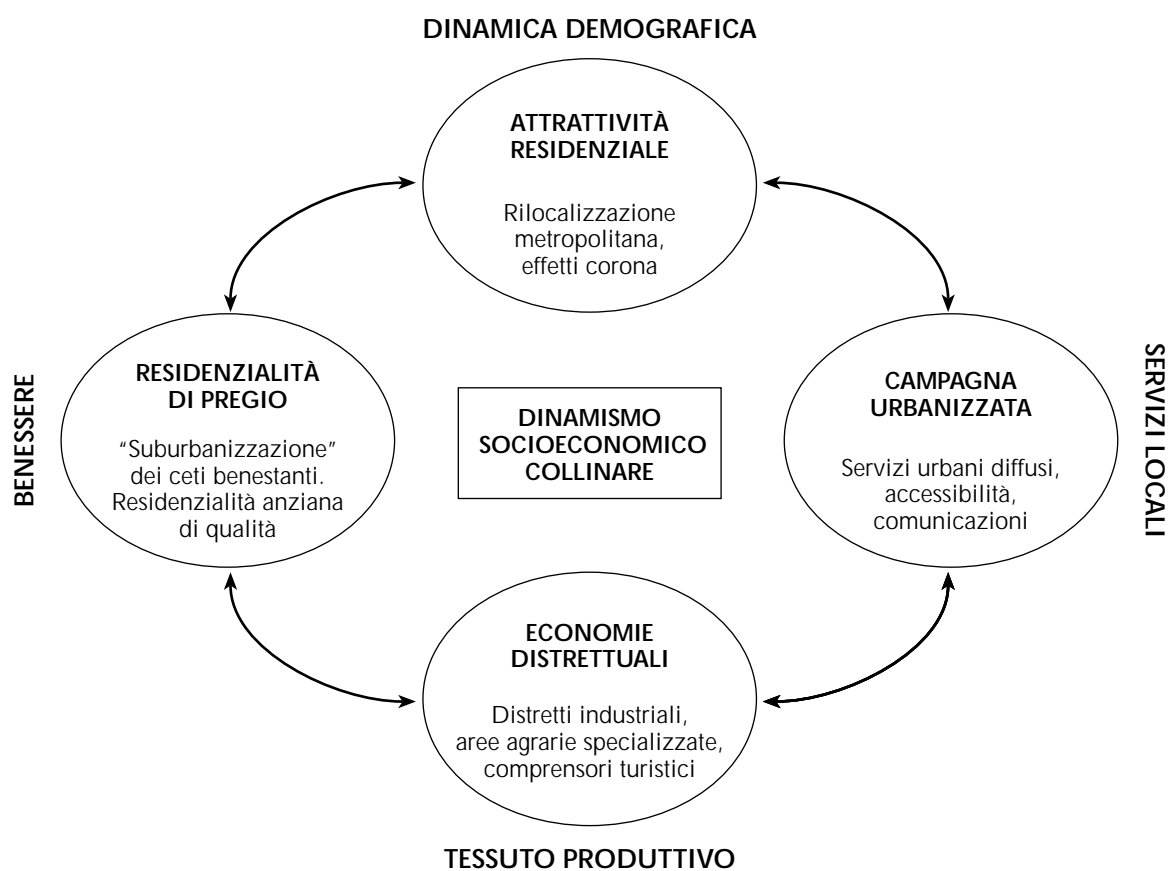 DINAMICA DEMOGRAFICA
ATTRATTIVITÀ
RESIDENZIALE
Rilocalizzazione
metropolitana,
effetti corona
BENESSERE
RESIDENZIALITÀ
DI PREGIO
“Suburbanizzazione”
dei ceti benestanti.
Residenzialità anziana
di qualità
DINAMISMO
SOCIOECONOMICO
COLLINARE
CAMPAGNA
URBANIZZATA
Servizi urbani diffusi,
accessibilità,
comunicazioni
SERVIZI LOCALI
ECONOMIE
DISTRETTUALI
Distretti industriali,
aree agrarie specializzate,
comprensori turistici
TESSUTO PRODUTTIVO